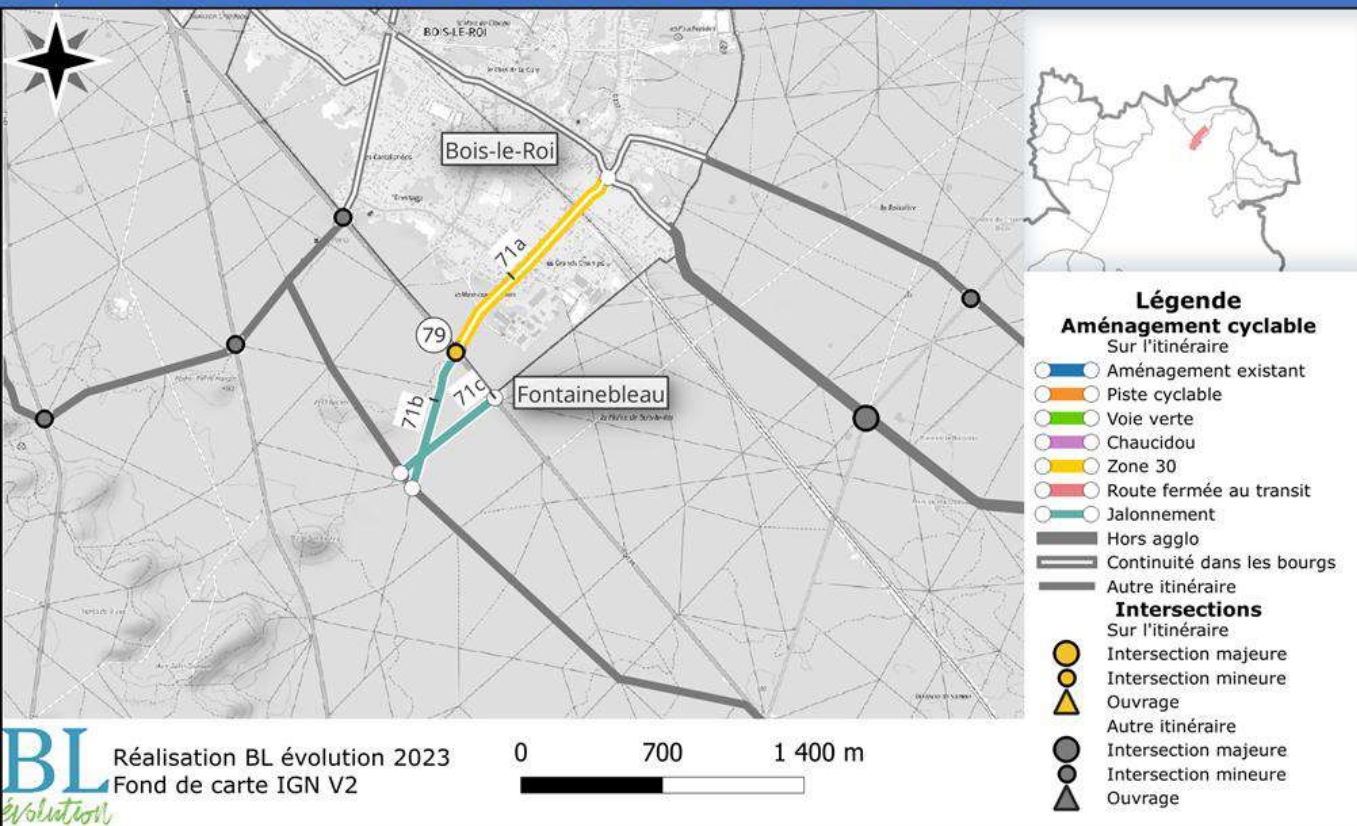 BOIS-LE-ROI
Bois-le-Roi
71a
79
71c
71b
Fontainebleau
Légende
Aménagement cyclable
Sur l'itinéraire
Aménagement existant
Piste cyclable
Voie verte
Chaucidou
Zone 30
Route fermée au transit
Jalonnement
Hors agglo
Continuité dans les bourgs
Autre itinéraire
Intersections
Sur l'itinéraire
Intersection majeure
Intersection mineure
Ouvrage
Autre itinéraire
Intersection majeure
Intersection mineure
Ouvrage
BL
évolution
Réalisation BL évolution 2023
Fond de carte IGN V2
0 700 1 400 m